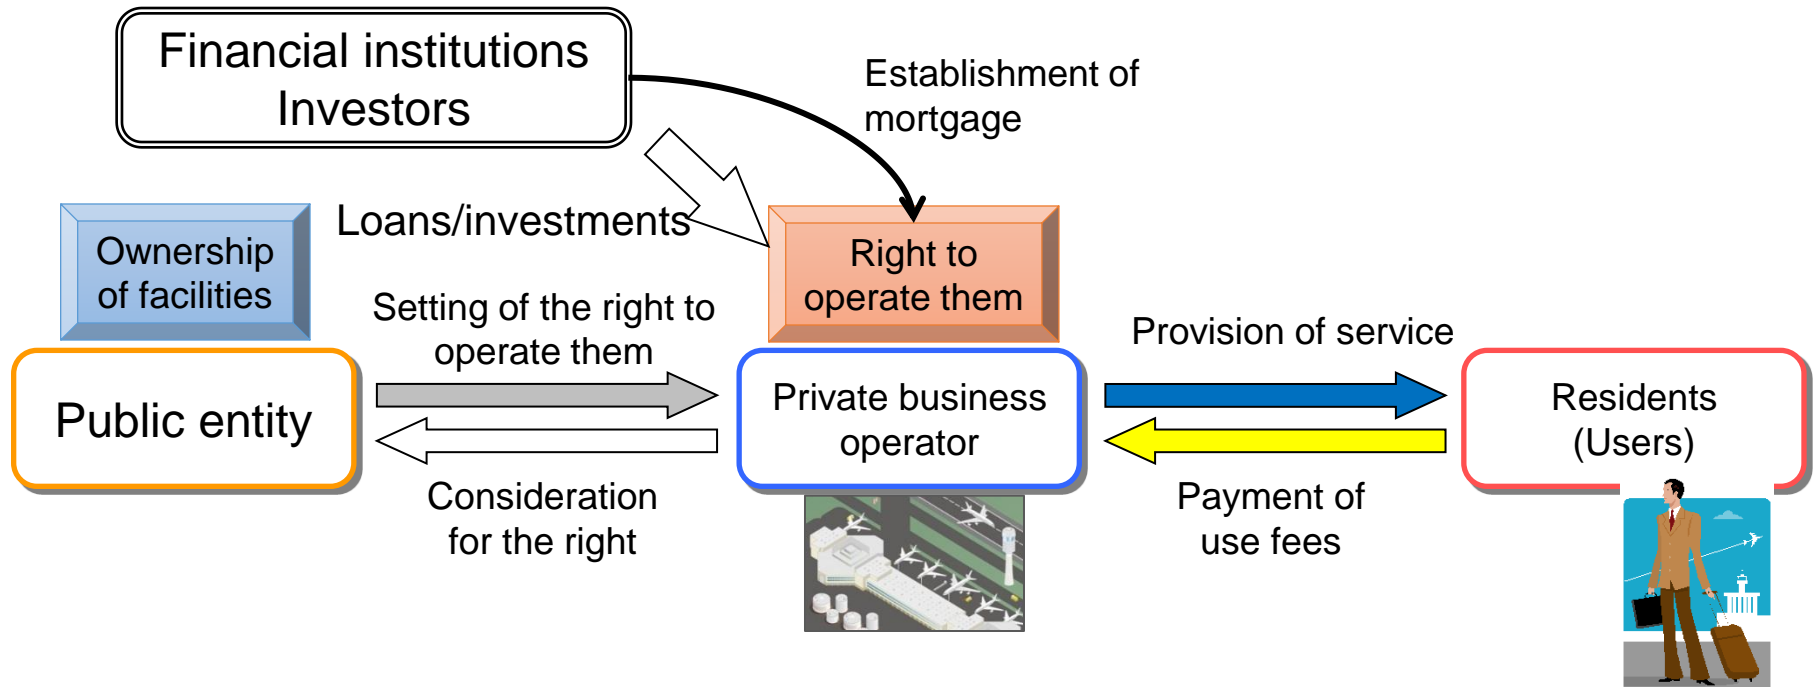 Financial institutions
Investors
Establishment of
mortgage
Loans/investments
Ownership
of facilities
Right to
operate them
Setting of the right to
operate them
Provision of service
Public entity
Private business
operator
Residents
(Users)
Consideration
for the right
Payment of
use fees